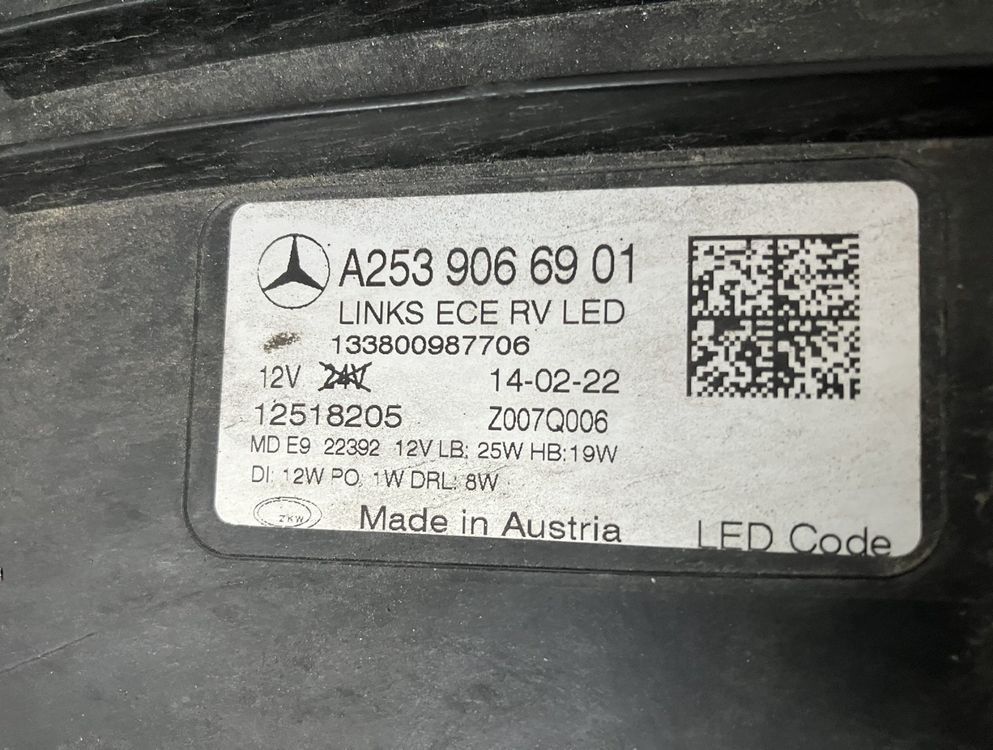 A253 906 69 01
LINKS ECE RV LED
133800987706
12V 24V 14-02-22
12518205 Z007Q006
MD E9 22392 12V LB: 25W HB:19W
DI: 12W PO: 1W DRL: 8W
ZKW Made in Austria LED Code